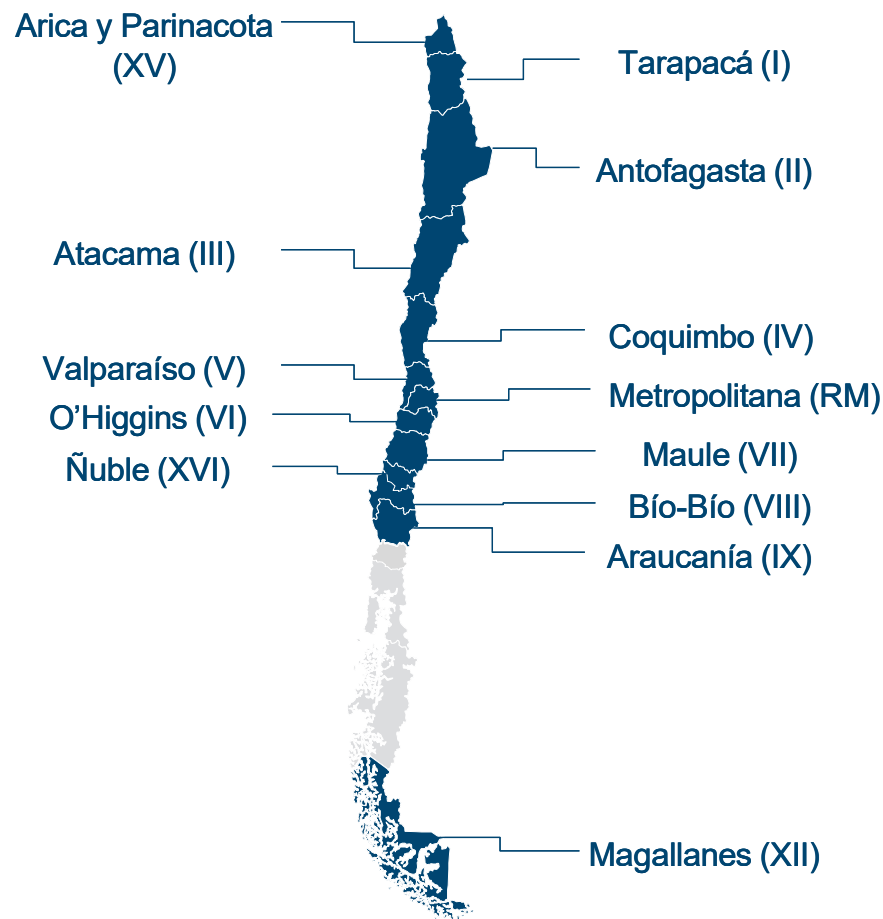 Arica y Parinacota
(XV)
Tarapacá (I)
Antofagasta (II)
Atacama (III)
Coquimbo (IV)
Valparaíso (V)
Metropolitana (RM)
O’Higgins (VI)
Maule (VII)
Ñuble (XVI)
Bío-Bío (VIII)
Araucanía (IX)
Magallanes (XII)